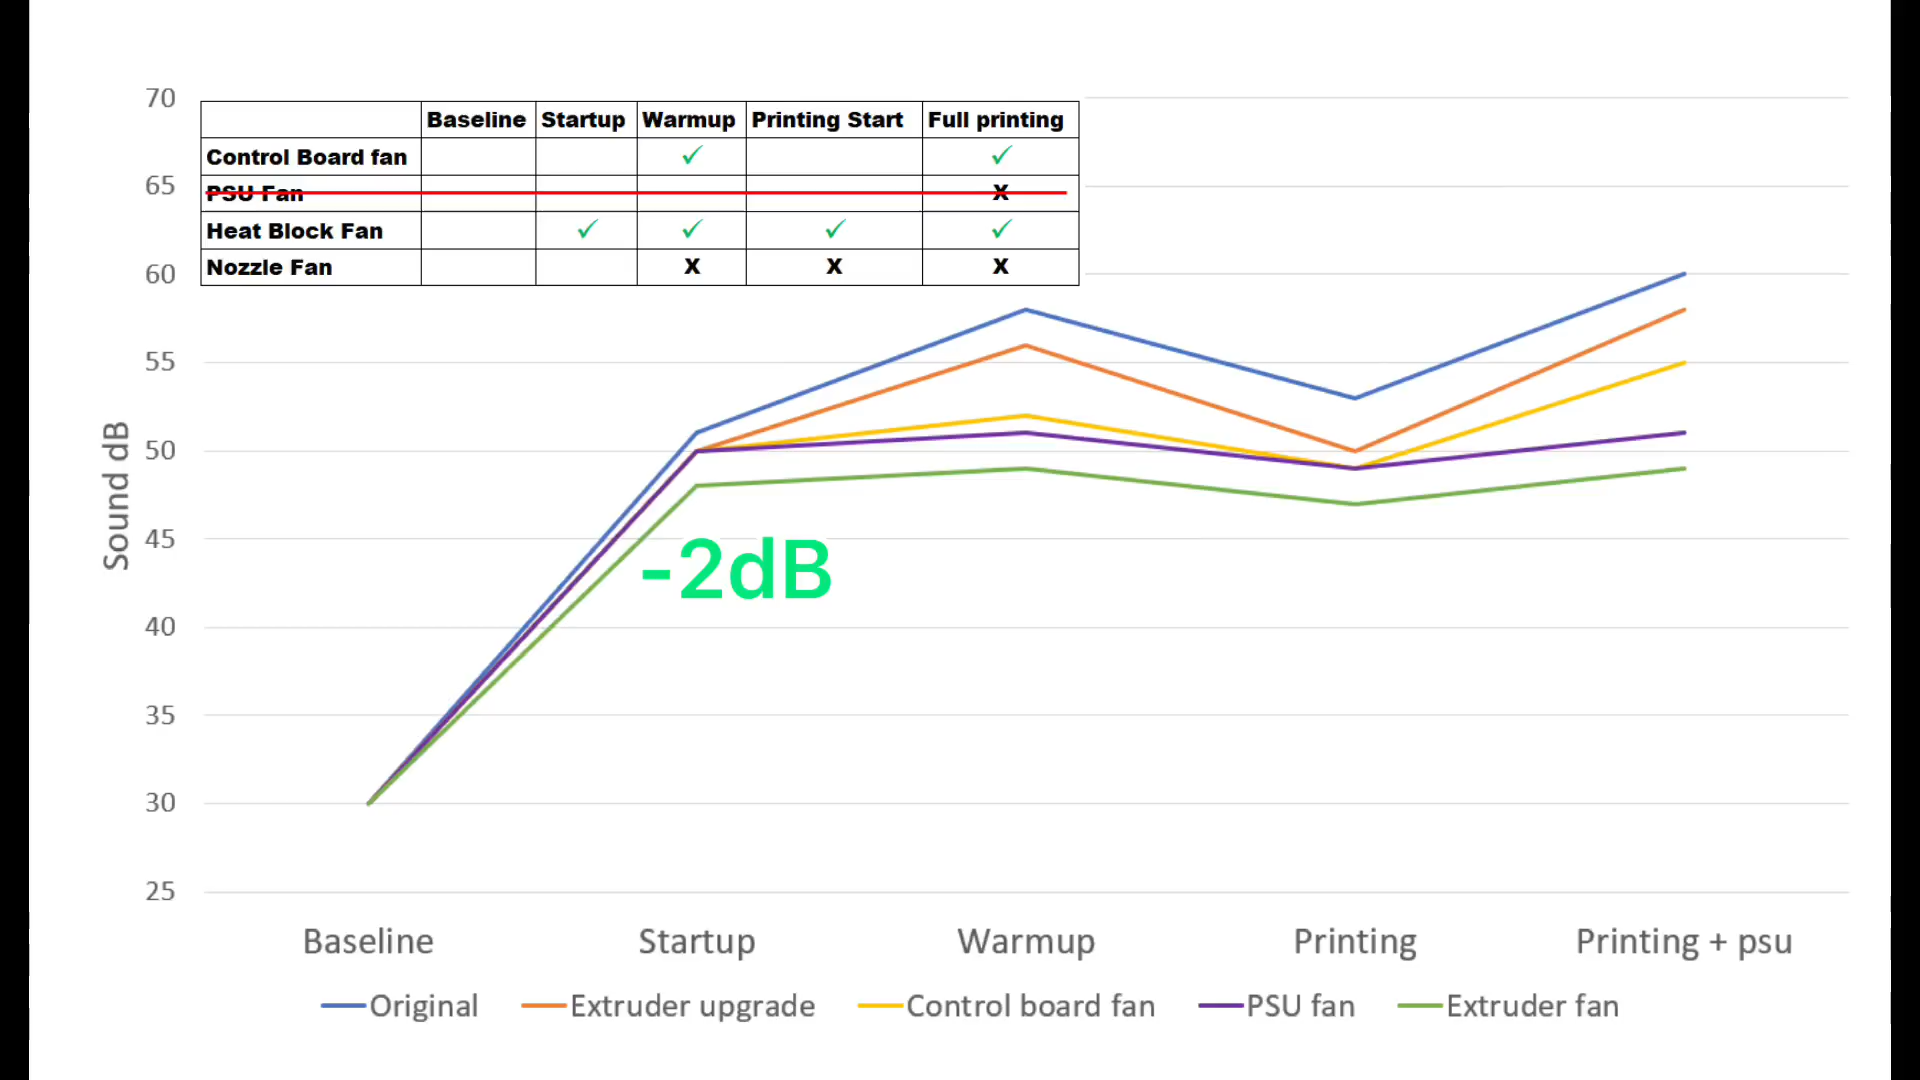 70
65
60
55
50
45
40
35
30
25
Sound dB
Baseline Startup Warmup Printing Start Full printing
Control Board fan ✓ ✓
PSU Fan X
Heat Block Fan ✓ ✓ ✓ ✓
Nozzle Fan X X X
-2dB
Baseline Startup Warmup Printing Printing + psu
Original Extruder upgrade Control board fan PSU fan Extruder fan